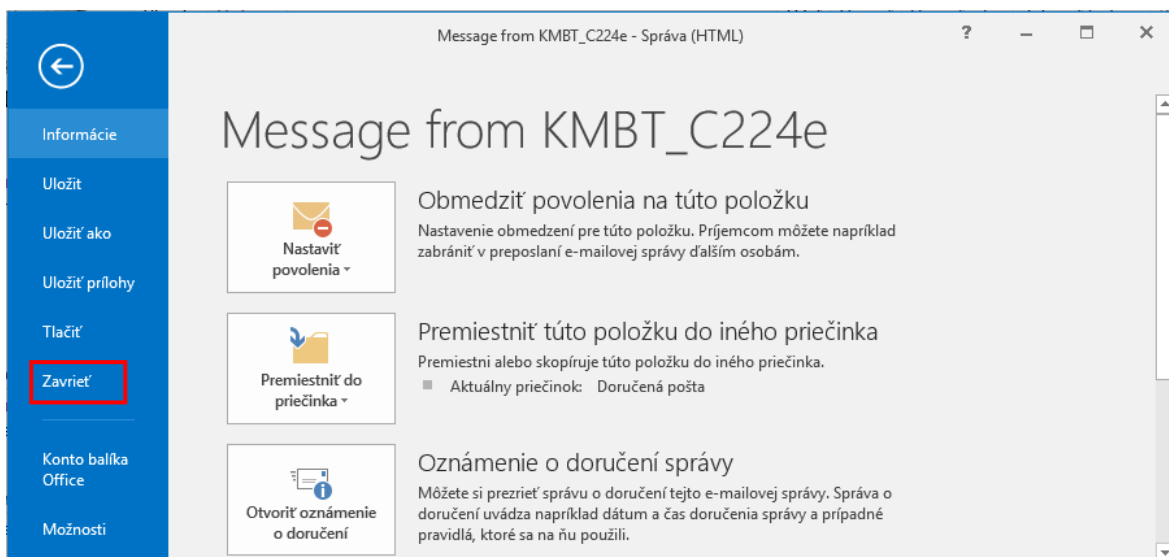 Message from KMBT_C224e - Správa (HTML)
?
Informácie
Uložiť
Uložiť ako
Uložiť prílohy
Tlačiť
Zavrieť
Konto balíka
Office
Možnosti
Message from KMBT_C224e
Nastaviť
povolenia
Obmedziť povolenia na túto položku
Nastavenie obmedzení pre túto položku. Príjemcom môžete napríklad
zabrániť v preposlaní e-mailovej správy ďalším osobám.
Premiestniť do
priečinka
Premiestniť túto položku do iného priečinka
Premiestni alebo skopíruje túto položku do iného priečinka.
Aktuálny priečinok: Doručená pošta
Otvoriť oznámenie
o doručení
Oznámenie o doručení správy
Môžete si prezrieť správu o doručení tejto e-mailovej správy. Správa o
doručení uvádza napríklad dátum a čas doručenia správy a prípadné
pravidlá, ktoré sa na ňu použili.